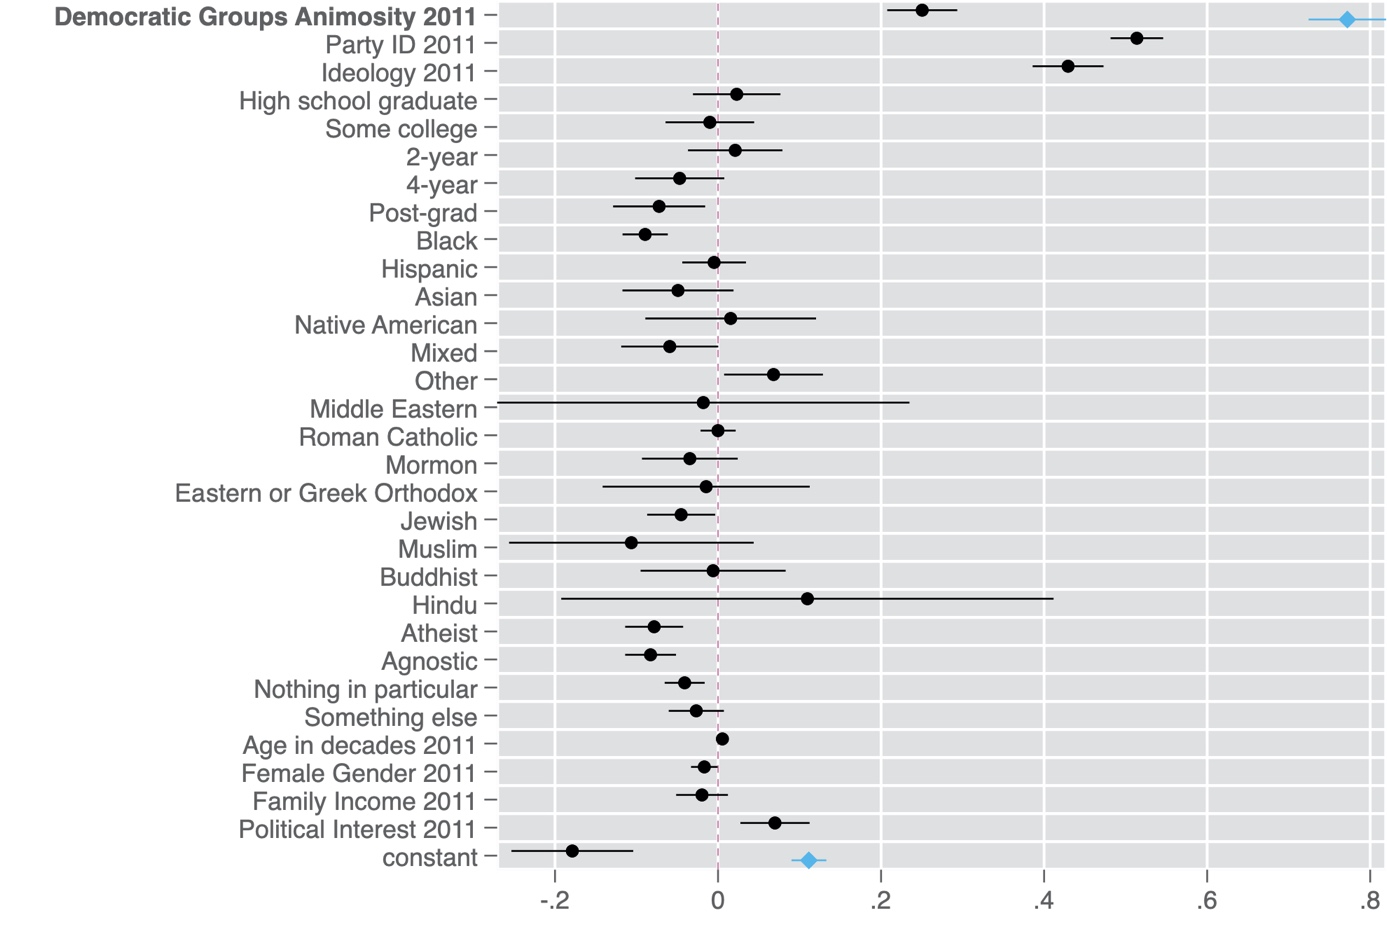 Democratic Groups Animosity 2011
Party ID 2011
Ideology 2011
High school graduate
Some college
2-year
4-year
Post-grad
Black
Hispanic
Asian
Native American
Mixed
Other
Middle Eastern
Roman Catholic
Mormon
Eastern or Greek Orthodox
Jewish
Muslim
Buddhist
Hindu
Atheist
Agnostic
Nothing in particular
Something else
Age in decades 2011
Female Gender 2011
Family Income 2011
Political Interest 2011
constant
-.2 0 .2 .4 .6 .8